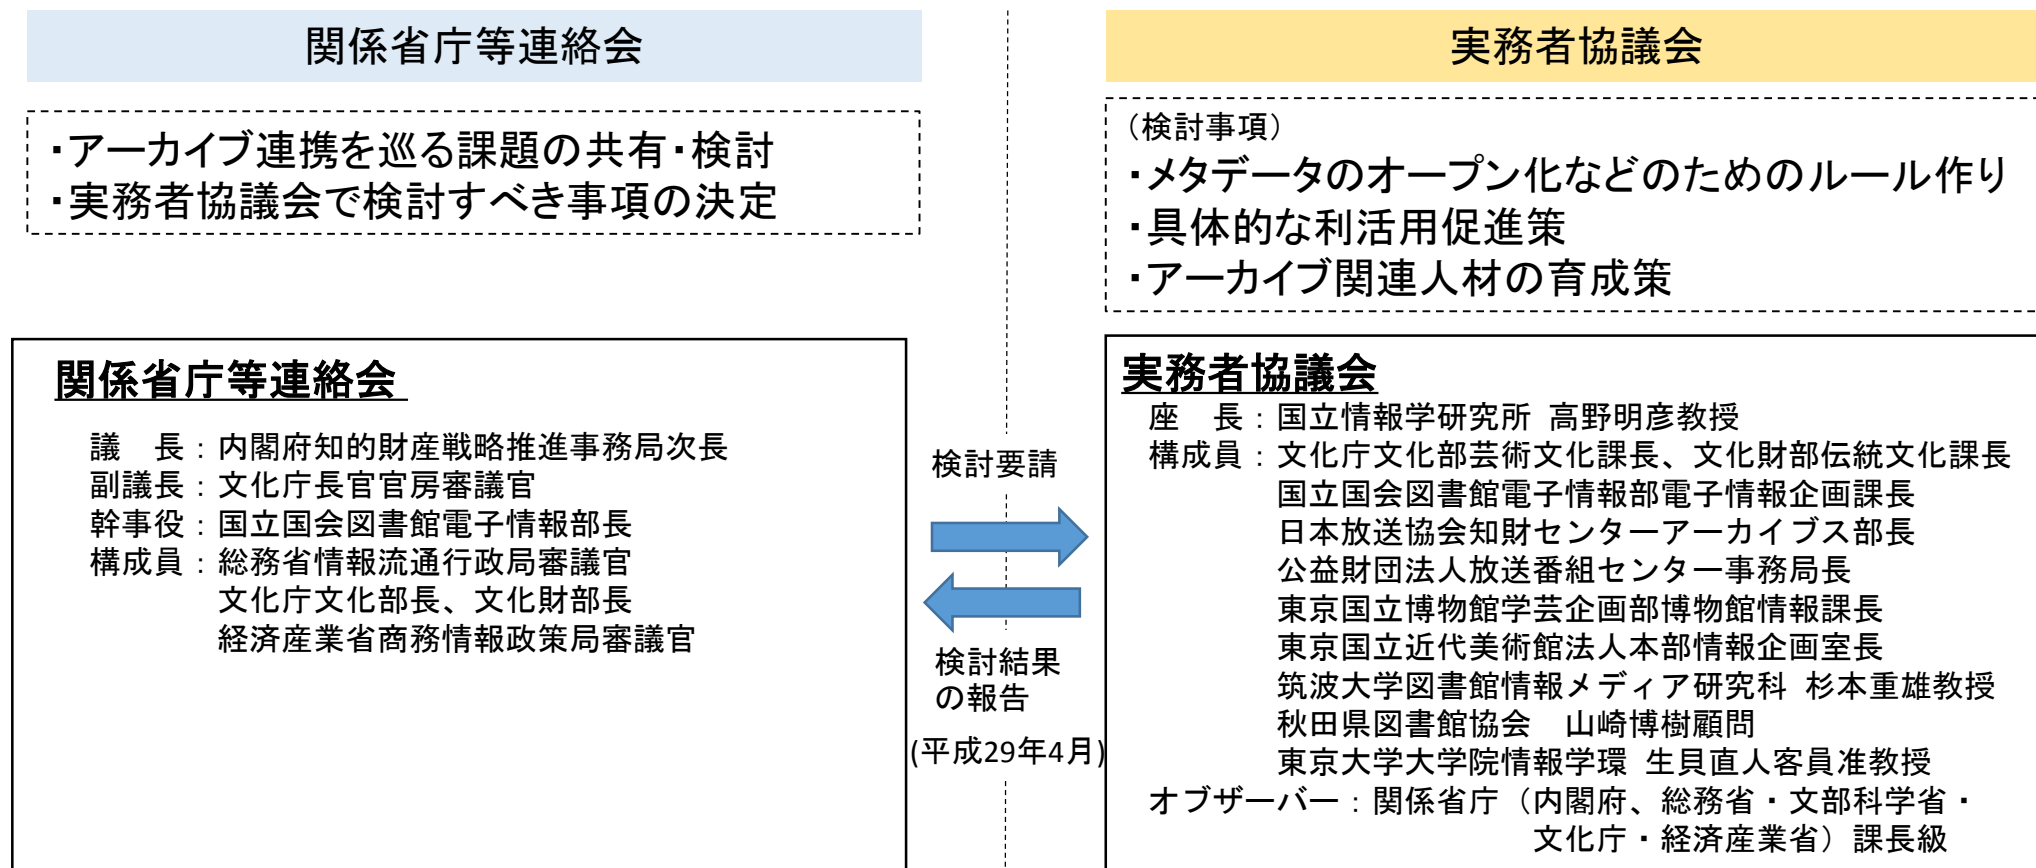 関係省庁等連絡会
・アーカイブ連携を巡る課題の共有・検討
・実務者協議会で検討すべき事項の決定
関係省庁等連絡会
議　長：内閣府知的財産戦略推進事務局次長
副議長：文化庁長官官房審議官
幹事役：国立国会図書館電子情報部長
構成員：総務省情報流通行政局審議官
文化庁文化部長、文化財部長
経済産業省商務情報政策局審議官
検討要請
検討結果
の報告
(平成29年4月)
実務者協議会
（検討事項）
・メタデータのオープン化などのためのルール作り
・具体的な利活用促進策
・アーカイブ関連人材の育成策
実務者協議会
座　長：国立情報学研究所 高野明彦教授
構成員：文化庁文化部芸術文化課長、文化財部伝統文化課長
国立国会図書館電子情報部電子情報企画課長
日本放送協会知財センターアーカイブス部長
公益財団法人放送番組センター事務局長
東京国立博物館学芸企画部博物館情報課長
東京国立近代美術館法人本部情報企画室長
筑波大学図書館情報メディア研究科 杉本重雄教授
秋田県図書館協会　山崎博樹顧問
東京大学大学院情報学環 生貝直人客員准教授
オブザーバー：関係省庁（内閣府、総務省・文部科学省・
文化庁・経済産業省）課長級